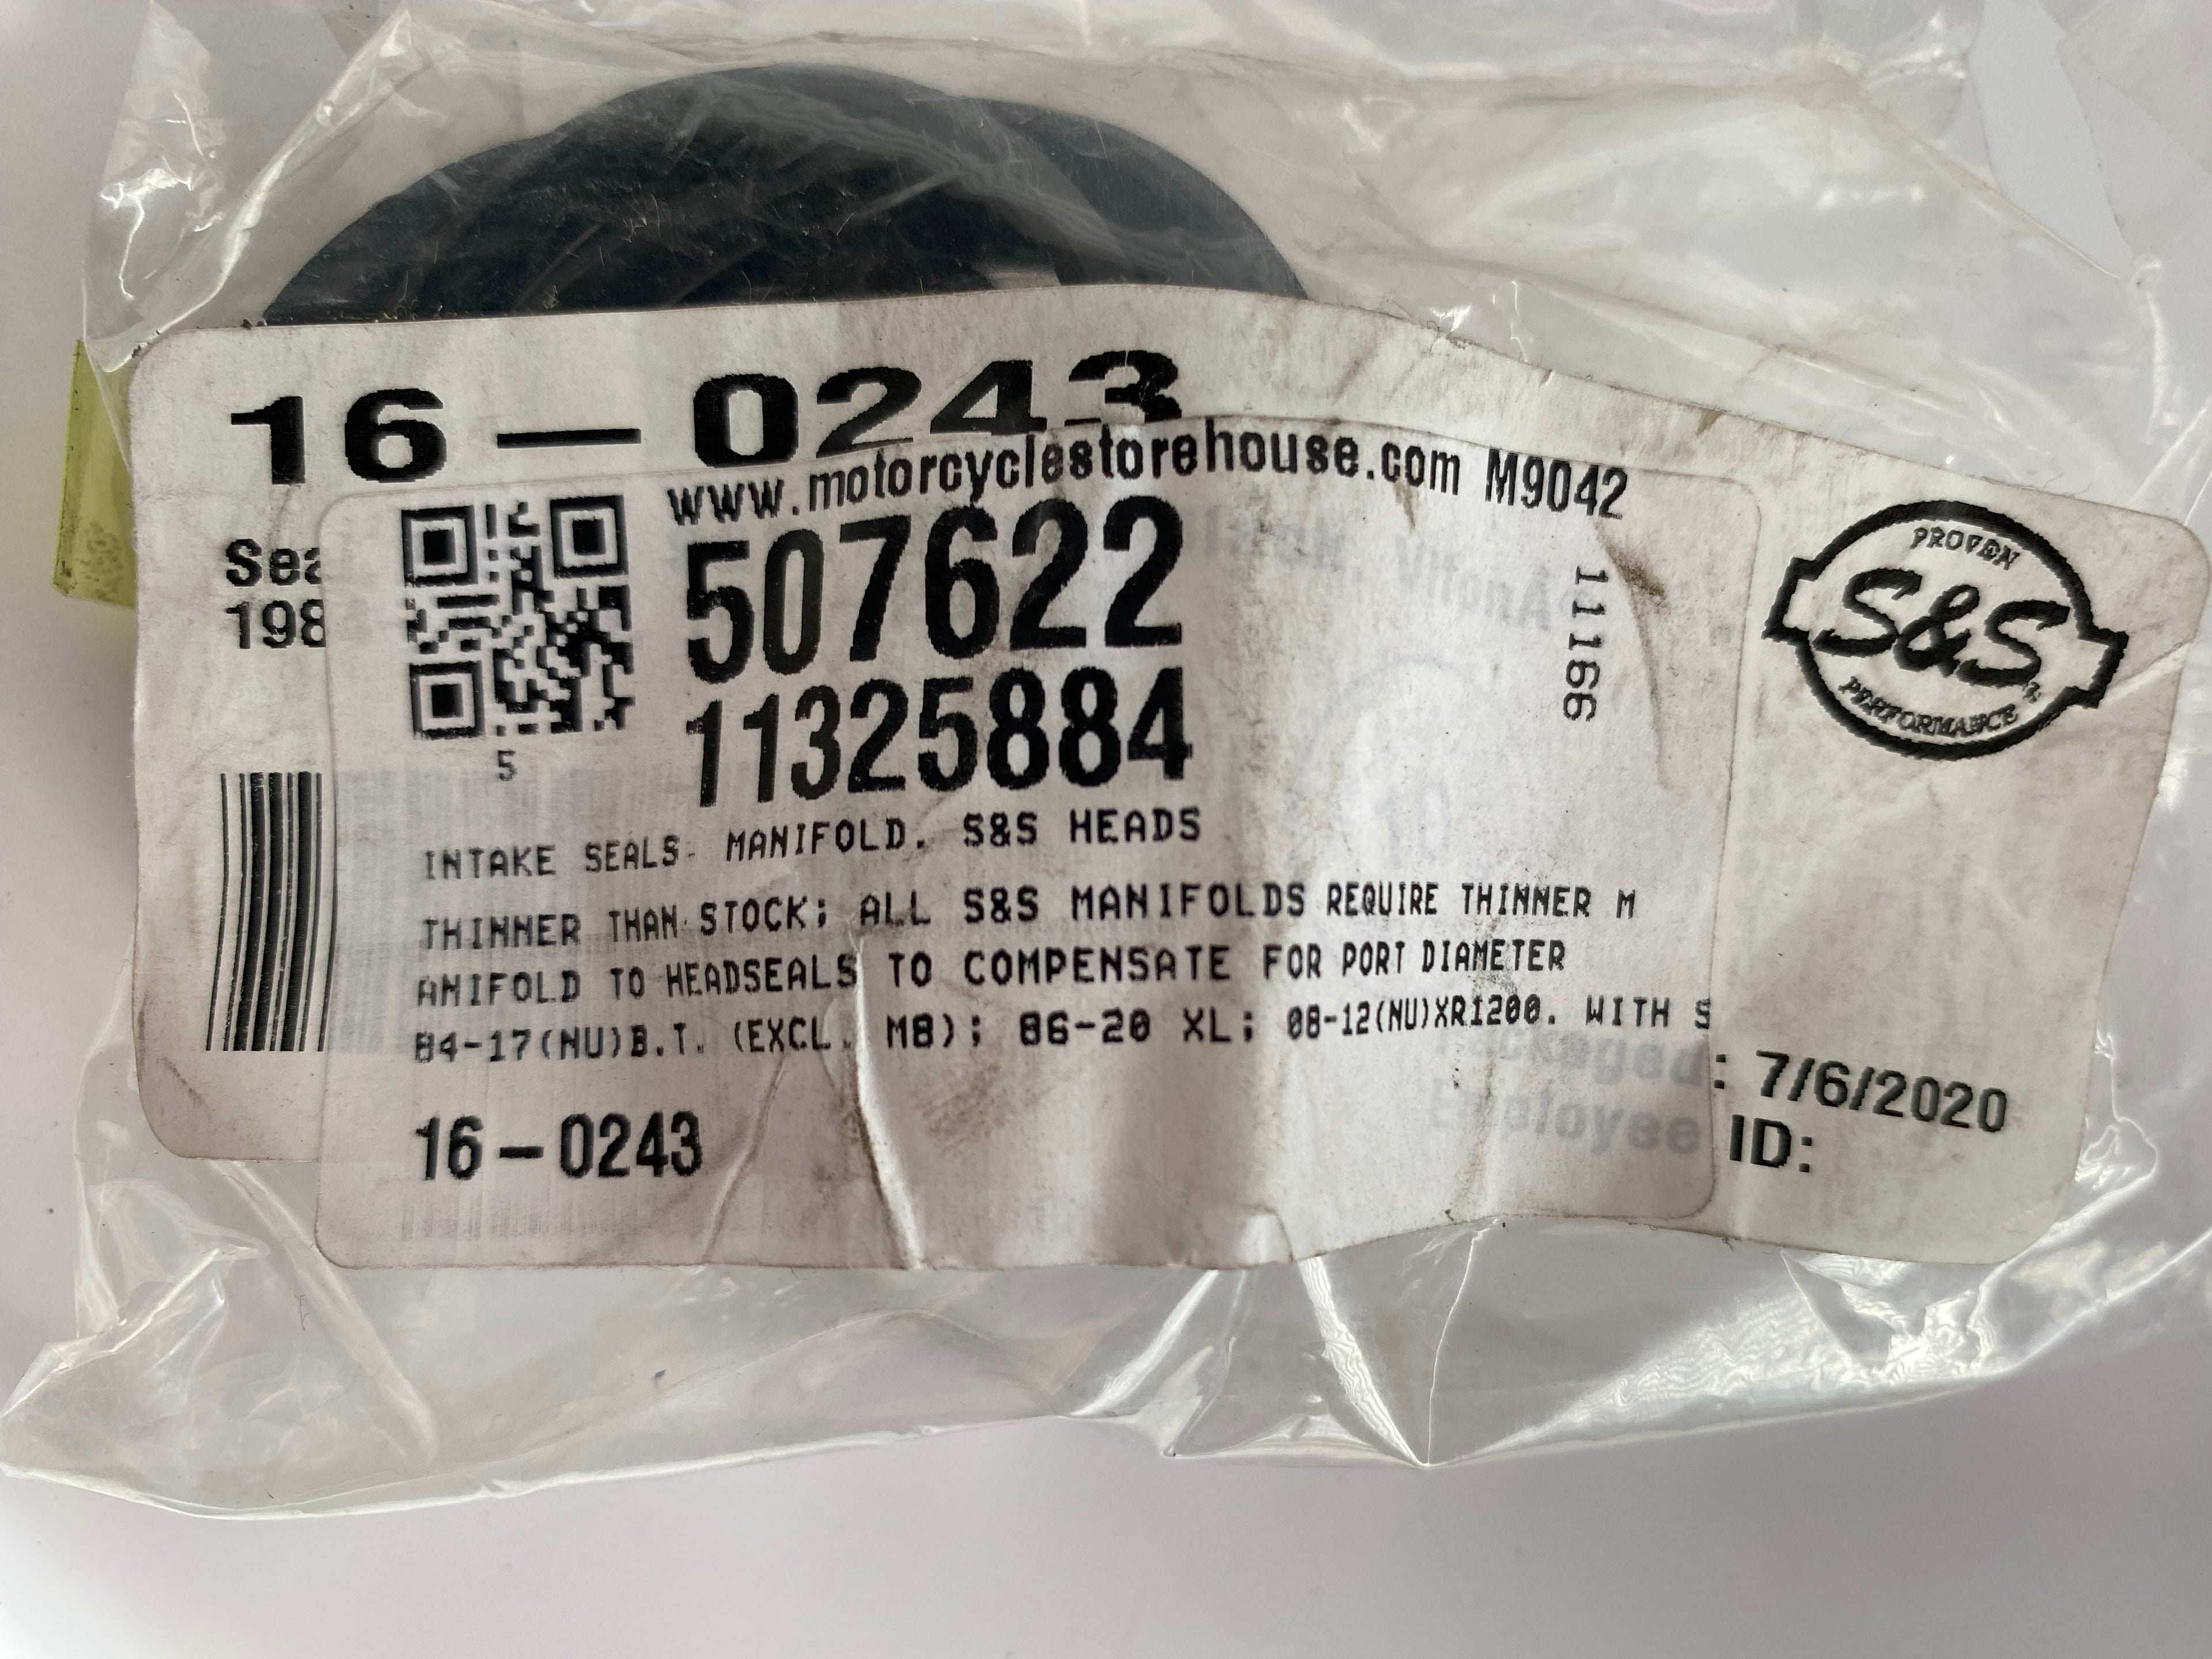 16-0243
www.motorcyclestorehouse.com M9042
507622
11325884
11166
5
Sea
198
PROVEN
S&S
PERFORMANCE
INTAKE SEALS. MANIFOLD. S&S HEADS
THINNER THAN STOCK; ALL S&S MANIFOLDS REQUIRE THINNER M
ANIFOLD TO HEADSEALS TO COMPENSATE FOR PORT DIAMETER
84-17(NU)B.T. (EXCL. M8); 86-20 XL; 08-12(NU)XR1200. WITH S
Packaged: 7/6/2020
Employee ID:
16-0243